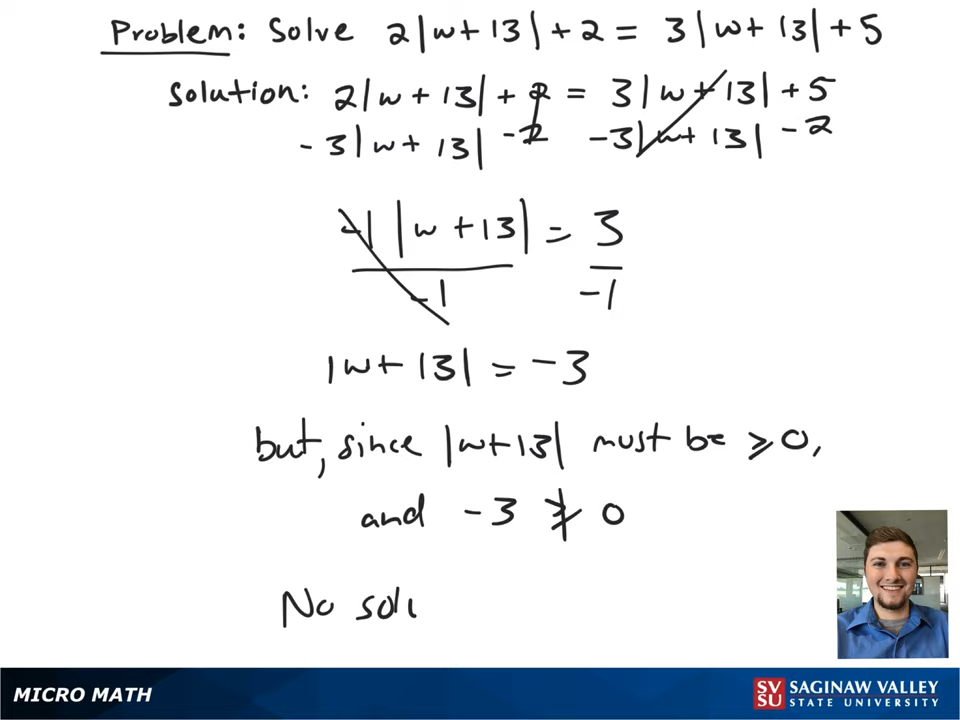 Problem: Solve 2|w+13|+2 = 3|w+13|+5
Solution: 2|w+13|+2 = 3|w+13|+5
-3|w+13| -2 -3|w+13| -2
-1|w+13| = 3
-1 -1
|w+13| = -3
but, since |w+13| must be ⩾0,
and -3 ≱ 0
No solu
MICRO MATH
SVSU SAGINAW VALLEY
STATE UNIVERSITY